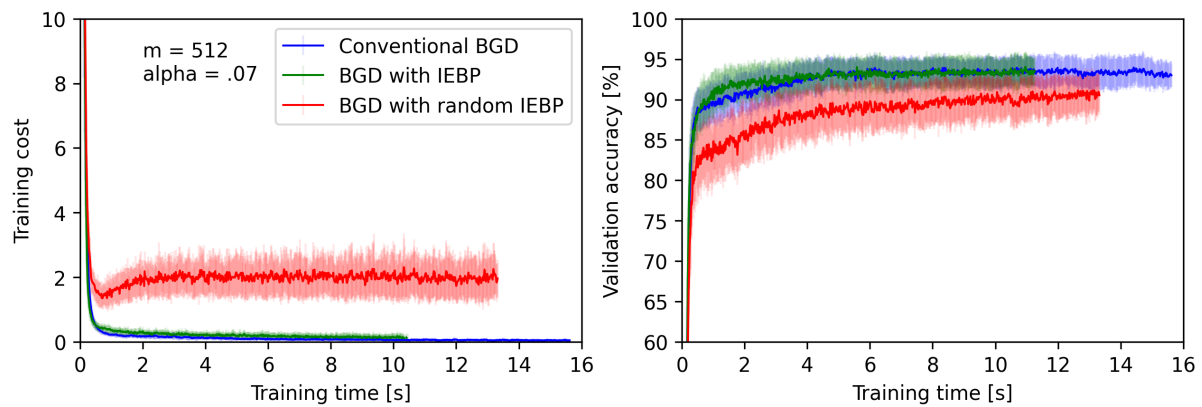 m = 512
alpha = .07
Conventional BGD
BGD with IEBP
BGD with random IEBP
10
8
6
4
2
0
Training cost
0 2 4 6 8 10 12 14 16
Training time [s]
100
95
90
85
80
75
70
65
60
Validation accuracy [%]
0 2 4 6 8 10 12 14 16
Training time [s]